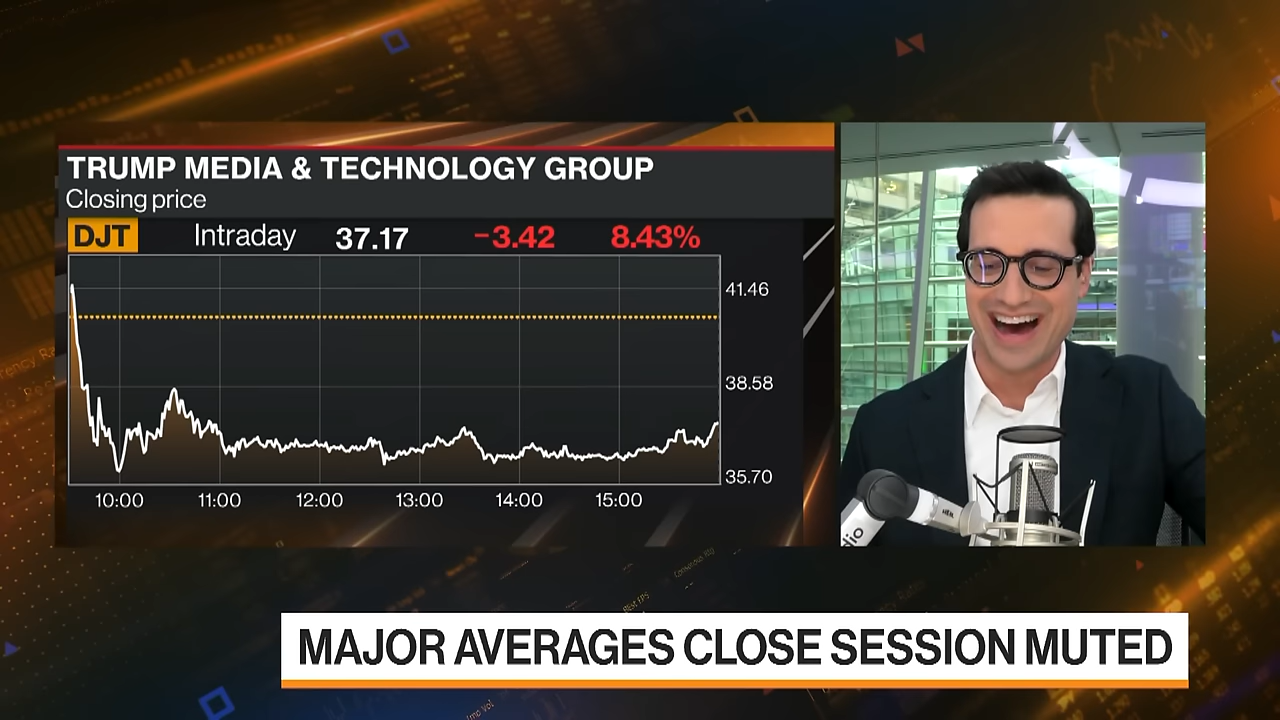 TRUMP MEDIA & TECHNOLOGY GROUP
Closing price
DJT Intraday 37.17 -3.42 8.43%
41.46
38.58
35.70
10:00 11:00 12:00 13:00 14:00 15:00
MAJOR AVERAGES CLOSE SESSION MUTED